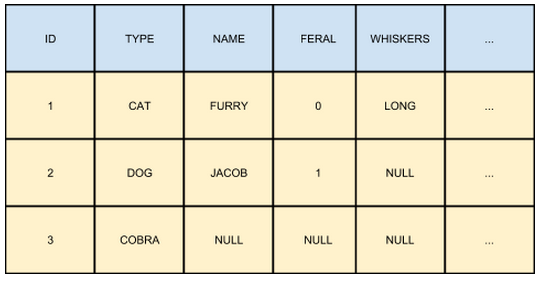 ID TYPE NAME FERAL WHISKERS ...
1 CAT FURRY 0 LONG ...
2 DOG JACOB 1 NULL ...
3 COBRA NULL NULL NULL ...